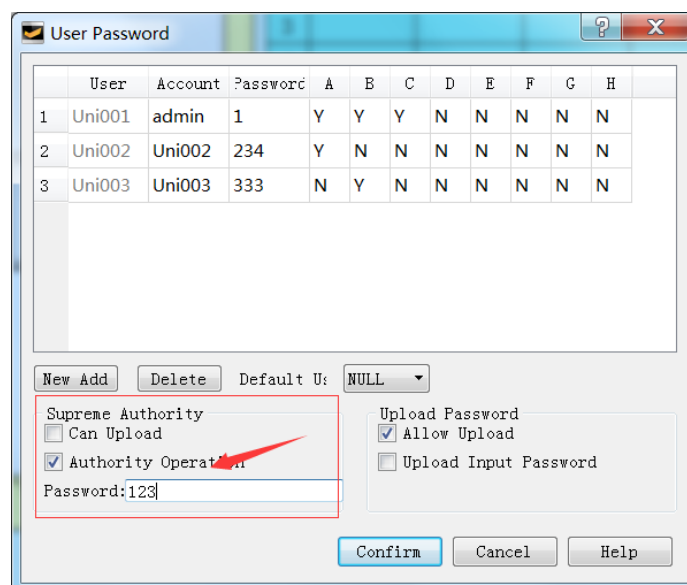 User Password
User Account Password A B C D E F G H
1 Uni001 admin 1 Y Y Y N N N N N
2 Uni002 Uni002 234 Y N N N N N N N
3 Uni003 Uni003 333 N Y N N N N N N
New Add Delete Default Us NULL
Supreme Authority
Can Upload
Authority Operation
Password:123
Upload Password
Allow Upload
Upload Input Password
Confirm Cancel Help